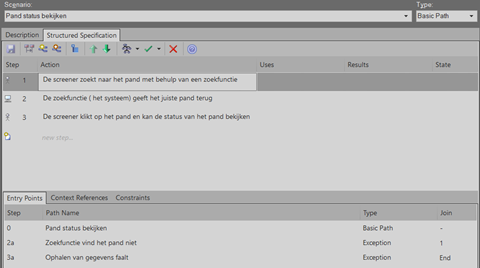 Scenario:
Type:
Pand status bekijken
Basic Path
Description
Structured Specification
Step Action Uses Results State
1 De screener zoekt naar het pand met behulp van een zoekfunctie
2 De zoekfunctie ( het systeem) geeft het juiste pand terug
3 De screener klikt op het pand en kan de status van het pand bekijken
new step...
Entry Points Context References Constraints
Step Path Name Type Join
0 Pand status bekijken Basic Path -
2a Zoekfunctie vind het pand niet Exception 1
3a Ophalen van gegevens faalt Exception End